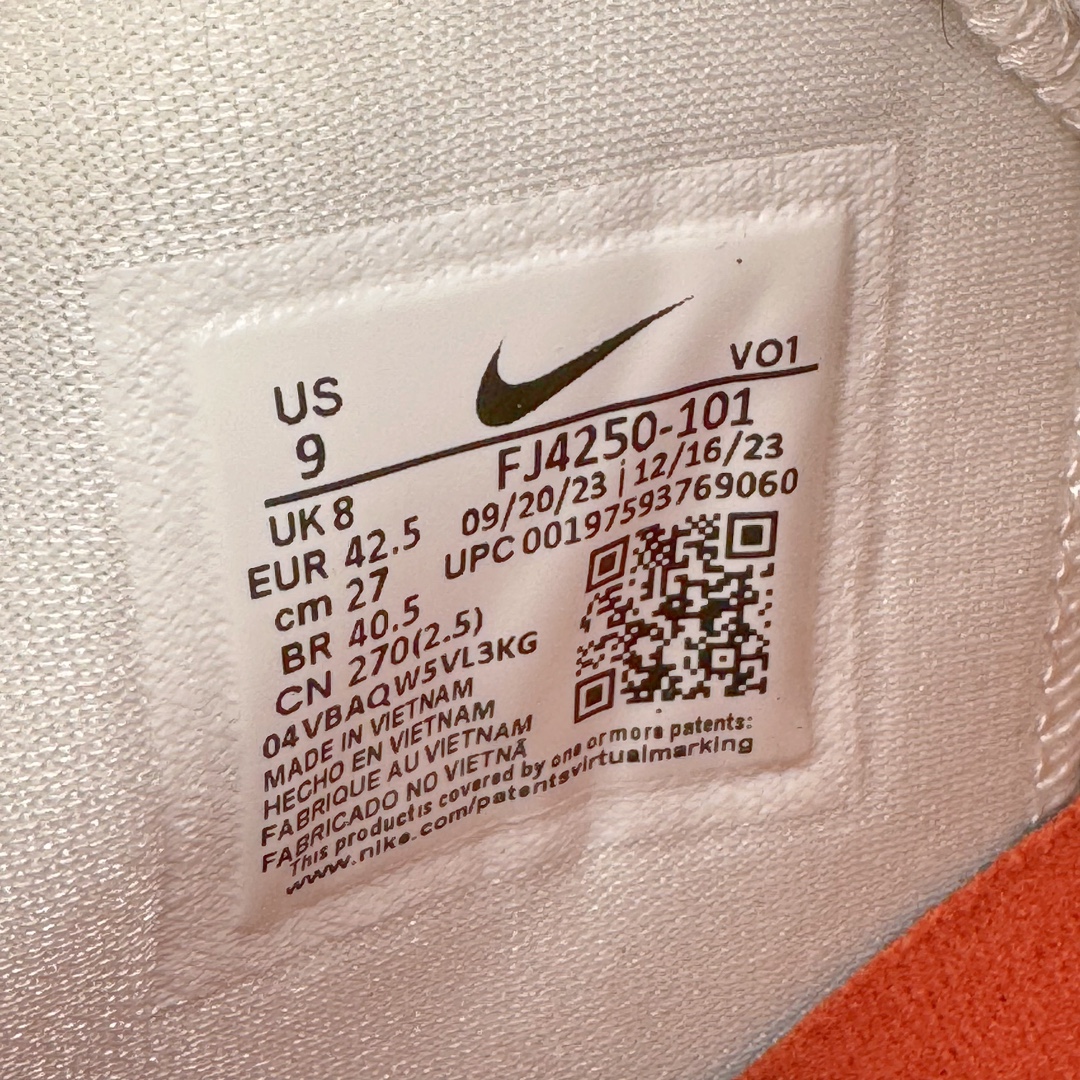 US
9
VO1
FJ4250-101
09/20/23 | 12/16/23
UPC 00197593769060
UK 8
EUR 42.5
cm 27
BR 40.5
CN 270(2.5)
04VBAQW5VL3KG
MADE IN VIETNAM
HECHO EN VIETNAM
FABRIQUE AU VIETNAM
FABRICADO NO VIETNÃ
This product is covered by one or more patents:
www.nike.com/patentsvirtualmarking